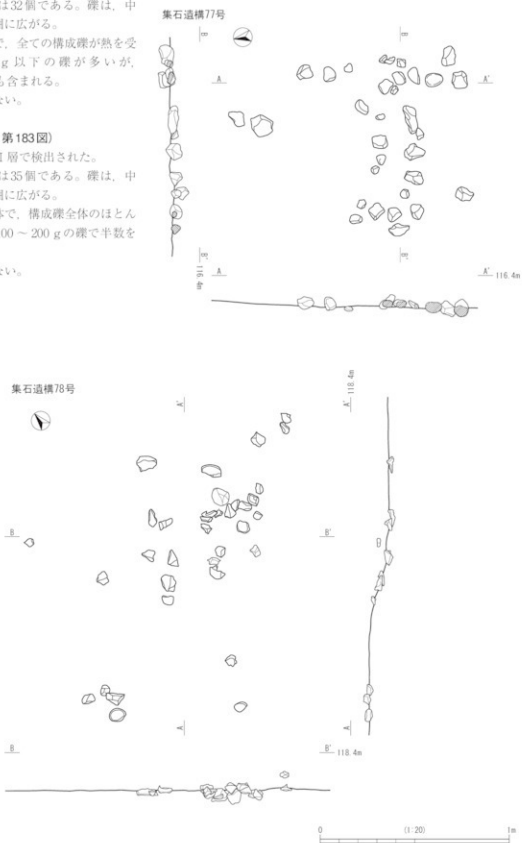 は32個である。礫は，中
側に広がる。
で，全ての構成礫が熱を受
g 以下の礫が多いが，
も含まれる。
ない。
第183図)
層で検出された。
は35個である。礫は，中
側に広がる。
体で，構成礫全体のほとん
00 ～ 200 g の礫で半数を
ない。
集石遺構77号
A
A'
A
A' 116.4m
116.4m
集石遺構78号
A'
A' 118.4m
B
B'
A
A
B
B' 118.4m
0 (1:20) 1m